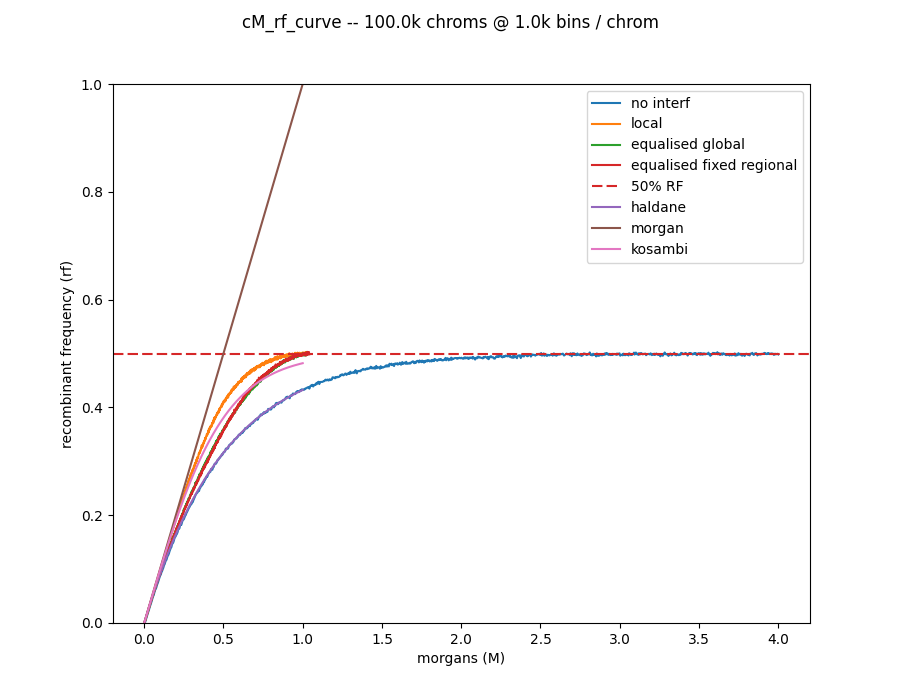 cM_rf_curve -- 100.0k chroms @ 1.0k bins / chrom
1.0
0.8
0.6
0.4
0.2
0.0
recombinant frequency (rf)
no interf
local
equalised global
equalised fixed regional
50% RF
haldane
morgan
kosambi
0.0 0.5 1.0 1.5 2.0 2.5 3.0 3.5 4.0
morgans (M)